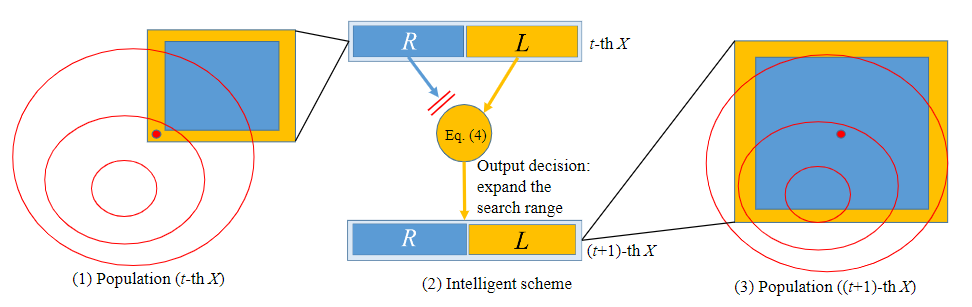 R L t-th X
Eq. (4)
Output decision:
expand the
search range
R L (t+1)-th X
(1) Population (t-th X)
(2) Intelligent scheme
(3) Population ((t+1)-th X)